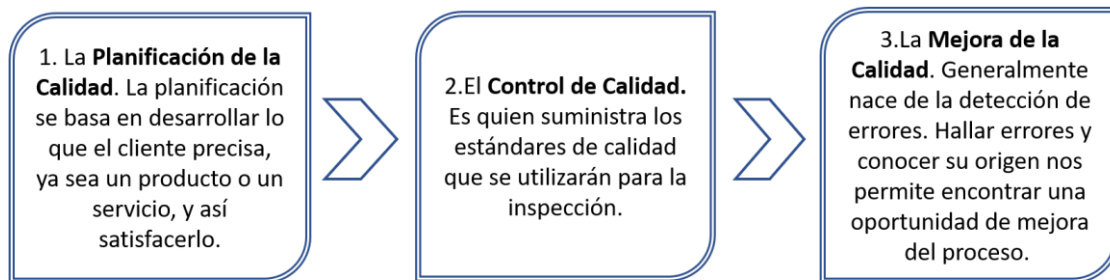 1. La Planificación de la
Calidad. La planificación
se basa en desarrollar lo
que el cliente precisa,
ya sea un producto o un
servicio, y así
satisfacerlo.
2.El Control de Calidad.
Es quien suministra los
estándares de calidad
que se utilizarán para la
inspección.
3.La Mejora de la
Calidad. Generalmente
nace de la detección de
errores. Hallar errores y
conocer su origen nos
permite encontrar una
oportunidad de mejora
del proceso.